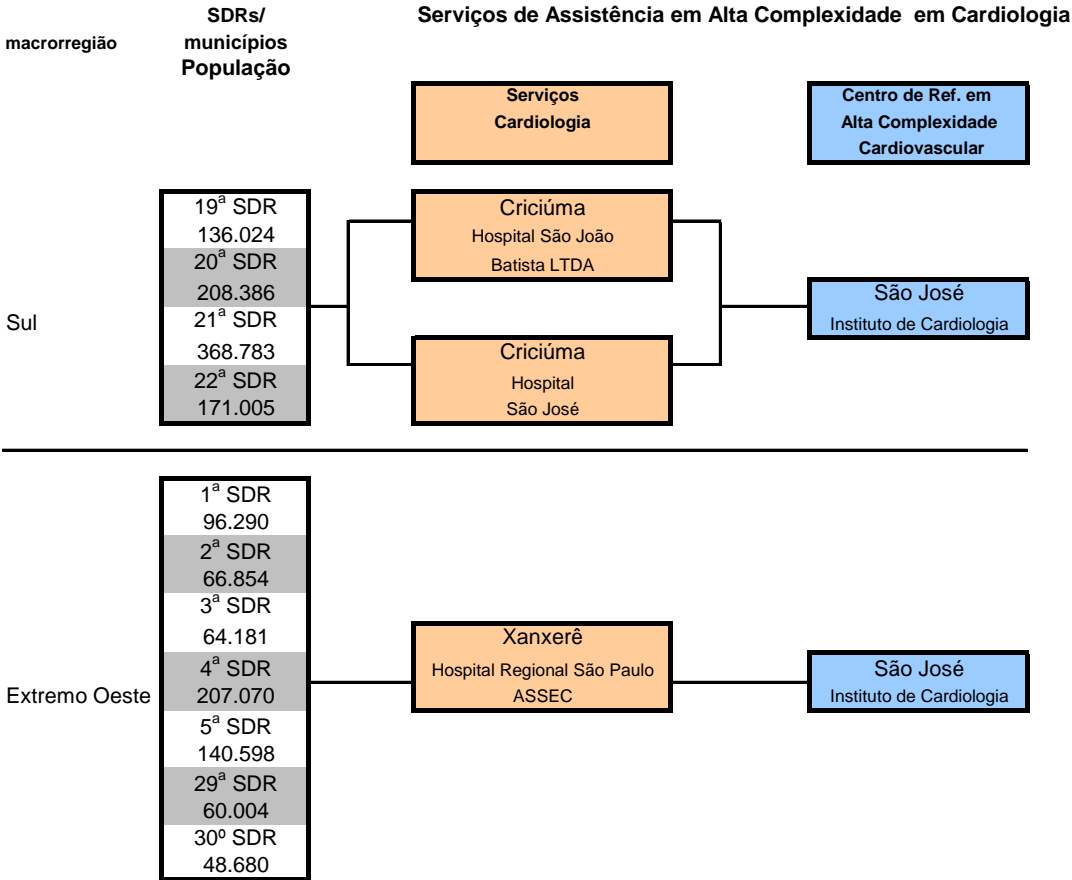 SDRs/
municípios
População
Serviços de Assistência em Alta Complexidade em Cardiologia
macrorregião
Serviços
Cardiologia
Centro de Ref. em
Alta Complexidade
Cardiovascular
Sul
19ª SDR
136.024
20ª SDR
208.386
21ª SDR
368.783
22ª SDR
171.005
Criciúma
Hospital São João
Batista LTDA
Criciúma
Hospital
São José
São José
Instituto de Cardiologia
Extremo Oeste
1ª SDR
96.290
2ª SDR
66.854
3ª SDR
64.181
4ª SDR
207.070
5ª SDR
140.598
29ª SDR
60.004
30º SDR
48.680
Xanxerê
Hospital Regional São Paulo
ASSEC
São José
Instituto de Cardiologia